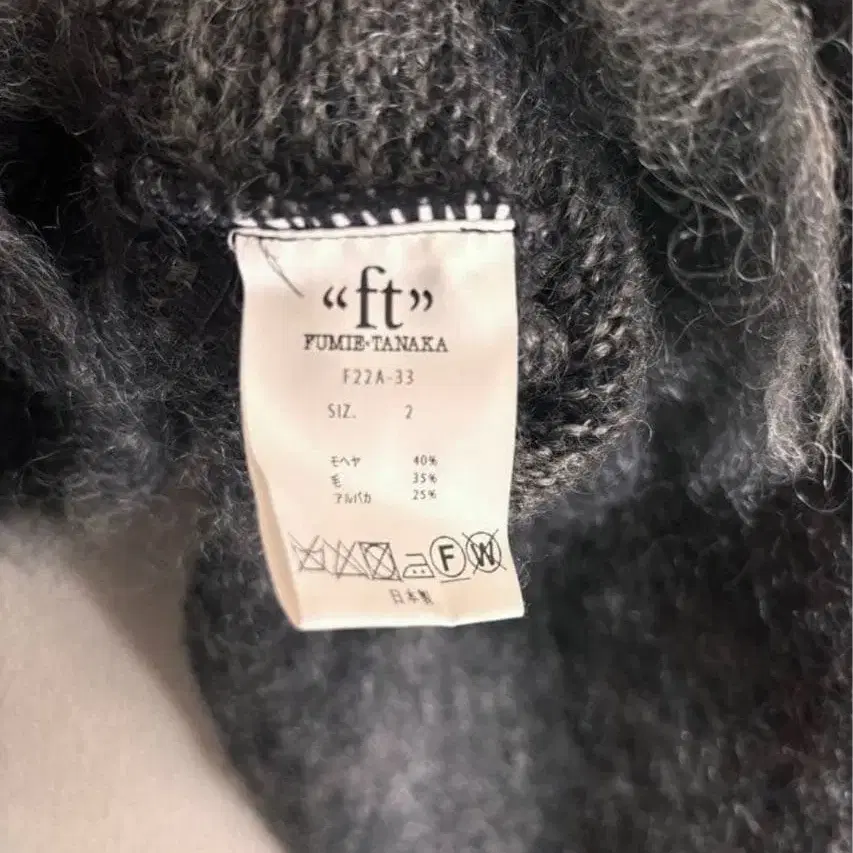 “ft”
FUMIE-TANAKA
F22A-33
SIZ. 2
モヘヤ 40%
毛 35%
アルパカ 25%
F W
日本製